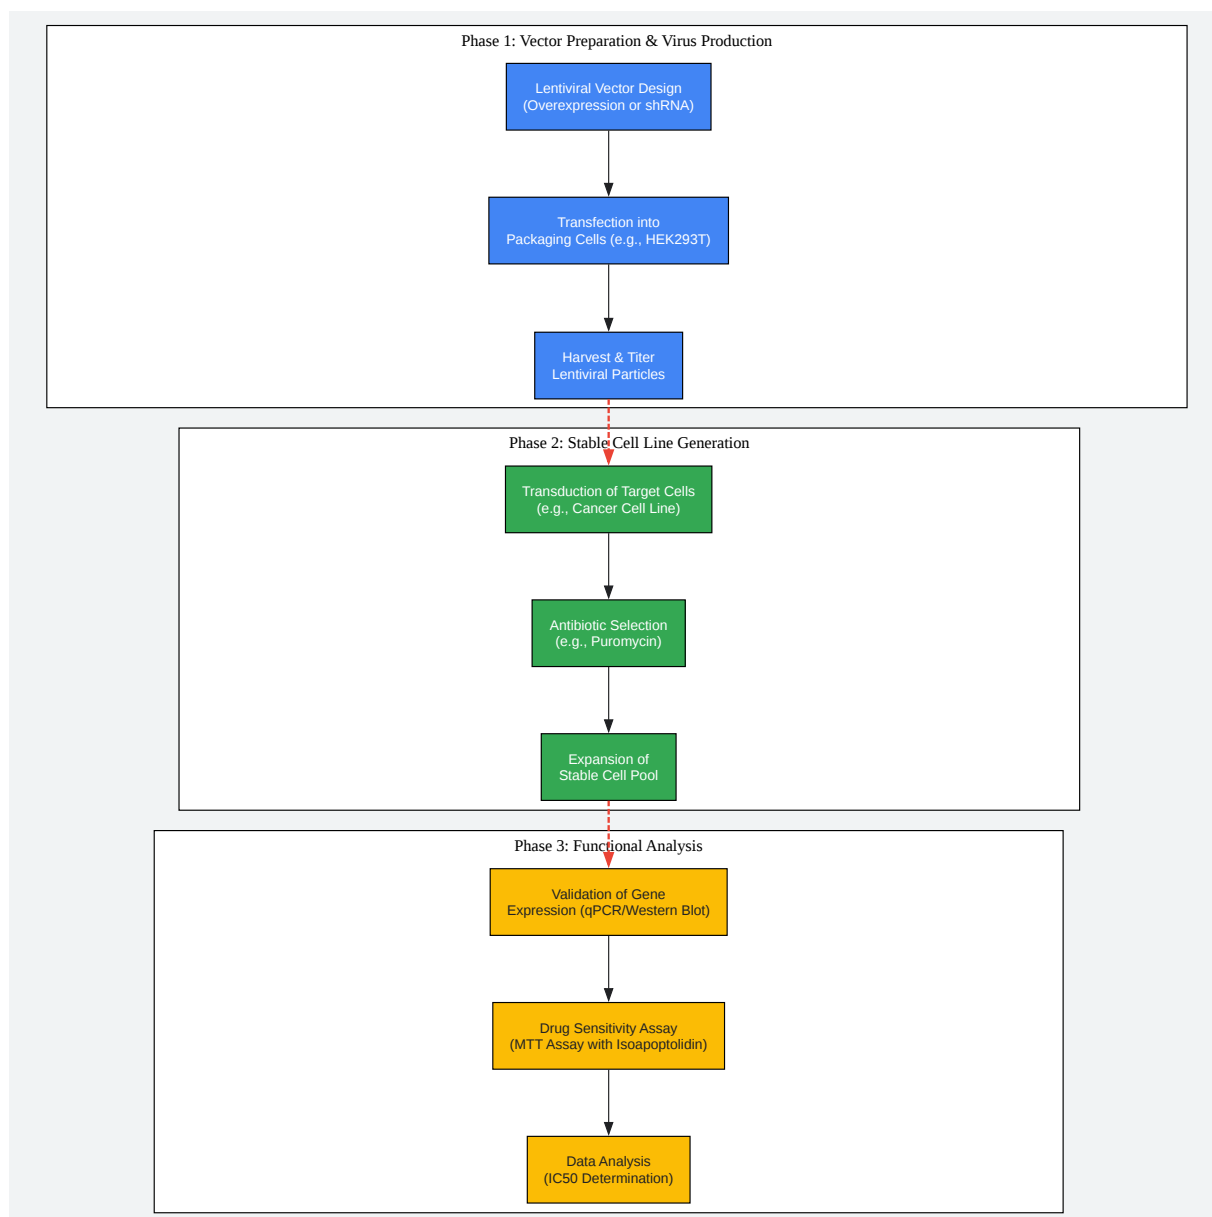 Phase 1: Vector Preparation & Virus Production
Lentiviral Vector Design
(Overexpression or shRNA)
Transfection into
Packaging Cells (e.g., HEK293T)
Harvest & Titer
Lentiviral Particles
Phase 2: Stable Cell Line Generation
Transduction of Target Cells
(e.g., Cancer Cell Line)
Antibiotic Selection
(e.g., Puromycin)
Expansion of
Stable Cell Pool
Phase 3: Functional Analysis
Validation of Gene
Expression (qPCR/Western Blot)
Drug Sensitivity Assay
(MTT Assay with Isoapoptolidin)
Data Analysis
(IC50 Determination)